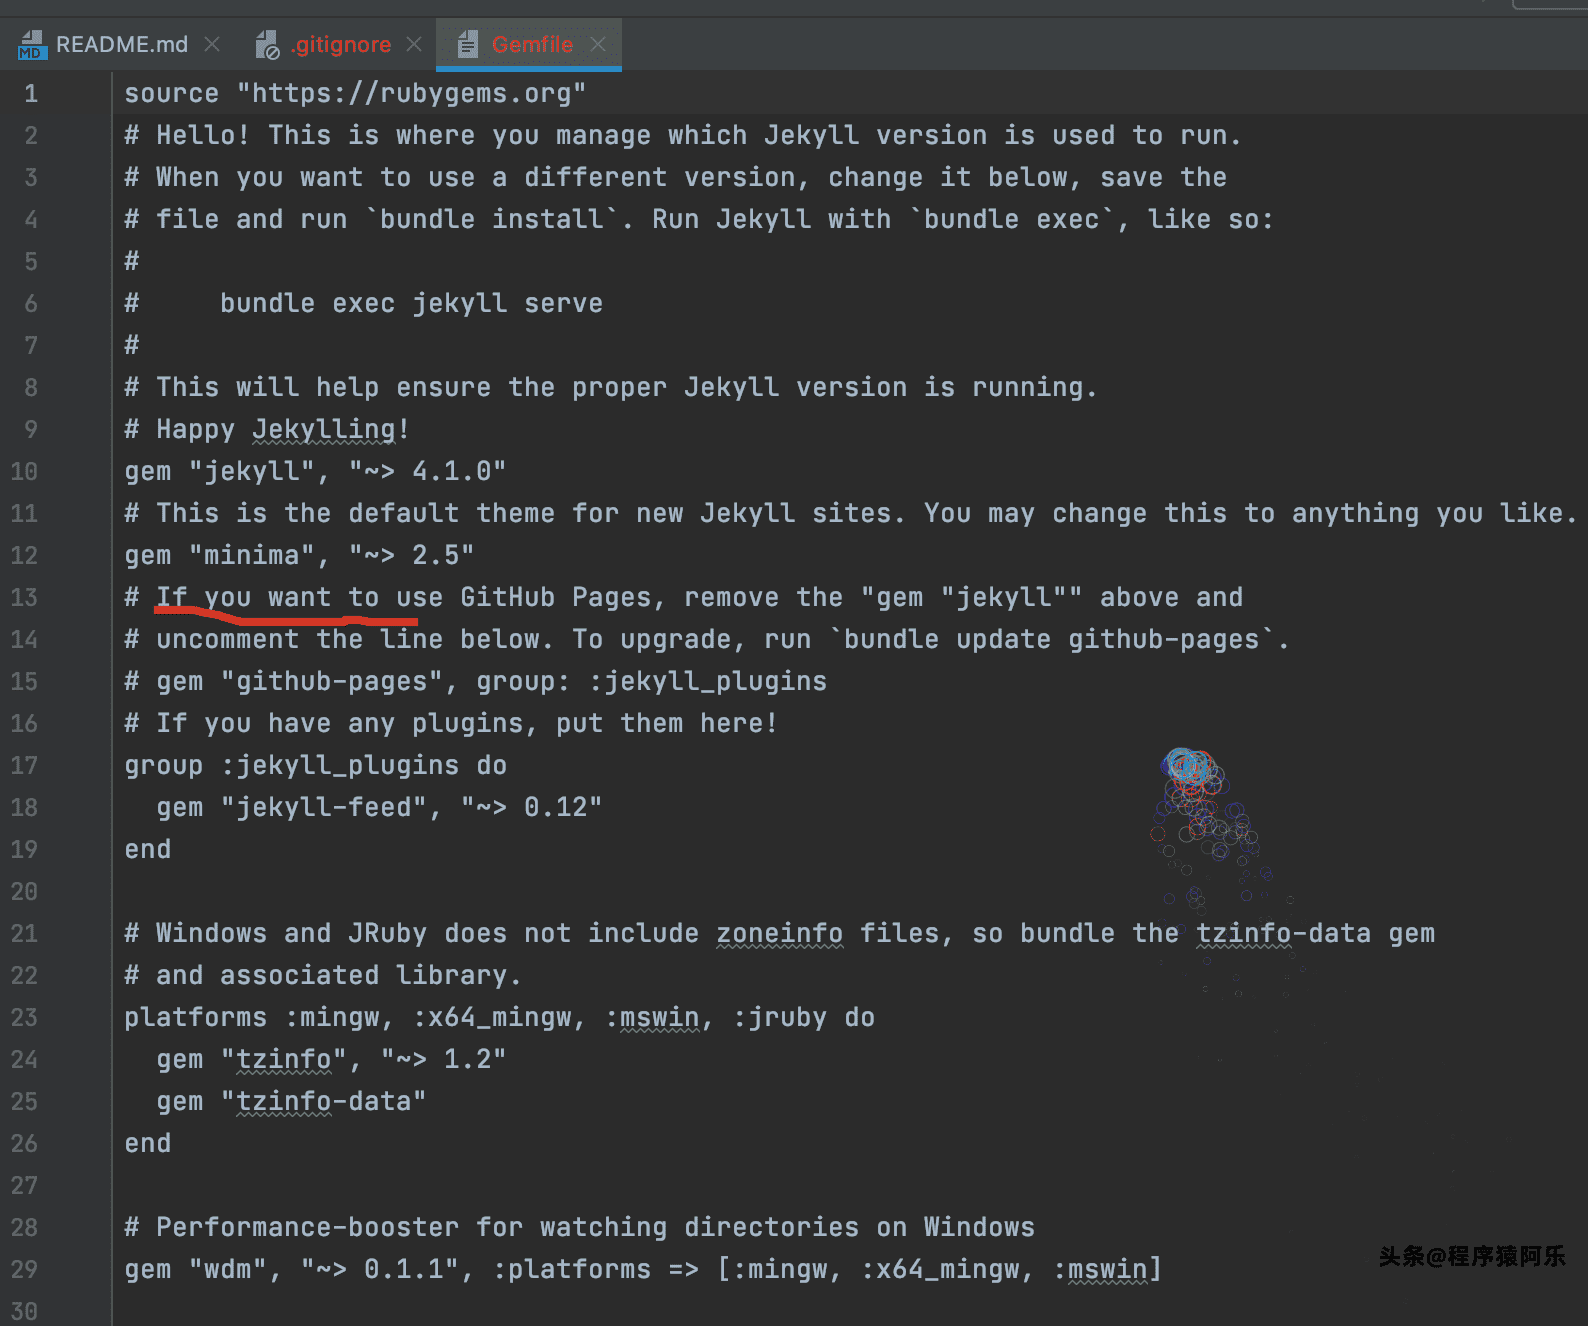 README.md .gitignore Gemfile
1 source "https://rubygems.org"
2 # Hello! This is where you manage which Jekyll version is used to run.
3 # When you want to use a different version, change it below, save the
4 # file and run `bundle install`. Run Jekyll with `bundle exec`, like so:
5 #
6 #     bundle exec jekyll serve
7 #
8 # This will help ensure the proper Jekyll version is running.
9 # Happy Jekylling!
10 gem "jekyll", "~> 4.1.0"
11 # This is the default theme for new Jekyll sites. You may change this to anything you like.
12 gem "minima", "~> 2.5"
13 # If you want to use GitHub Pages, remove the "gem "jekyll"" above and
14 # uncomment the line below. To upgrade, run `bundle update github-pages`.
15 # gem "github-pages", group: :jekyll_plugins
16 # If you have any plugins, put them here!
17 group :jekyll_plugins do
18   gem "jekyll-feed", "~> 0.12"
19 end
20
21 # Windows and JRuby does not include zoneinfo files, so bundle the tzinfo-data gem
22 # and associated library.
23 platforms :mingw, :x64_mingw, :mswin, :jruby do
24   gem "tzinfo", "~> 1.2"
25   gem "tzinfo-data"
26 end
27
28 # Performance-booster for watching directories on Windows
29 gem "wdm", "~> 0.1.1", :platforms => [:mingw, :x64_mingw, :mswin]
30
头条@程序猿阿乐